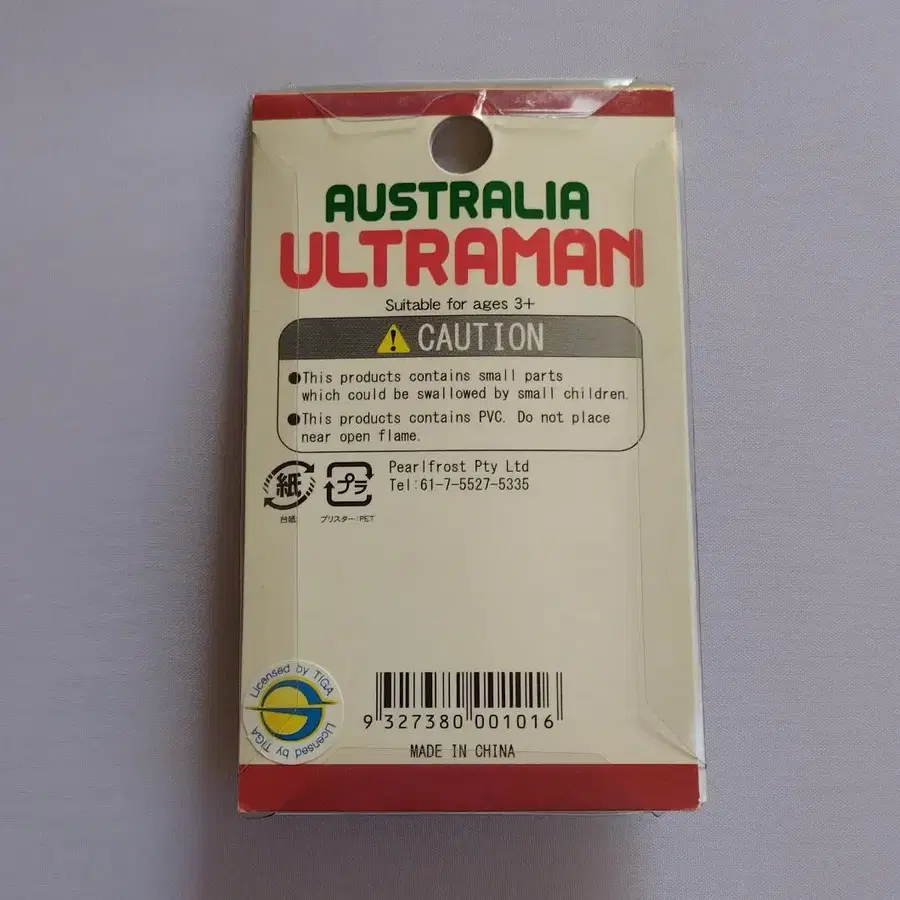 AUSTRALIA
ULTRAMAN
Suitable for ages 3+
⚠ CAUTION
●This products contains small parts
which could be swallowed by small children.
●This products contains PVC. Do not place
near open flame.
紙
台紙
プラ
ブリスター:PET
Pearlfrost Pty Ltd
Tel:61-7-5527-5335
Licensed by TIGA
Licensed by TIGA
9 327380 001016
MADE IN CHINA